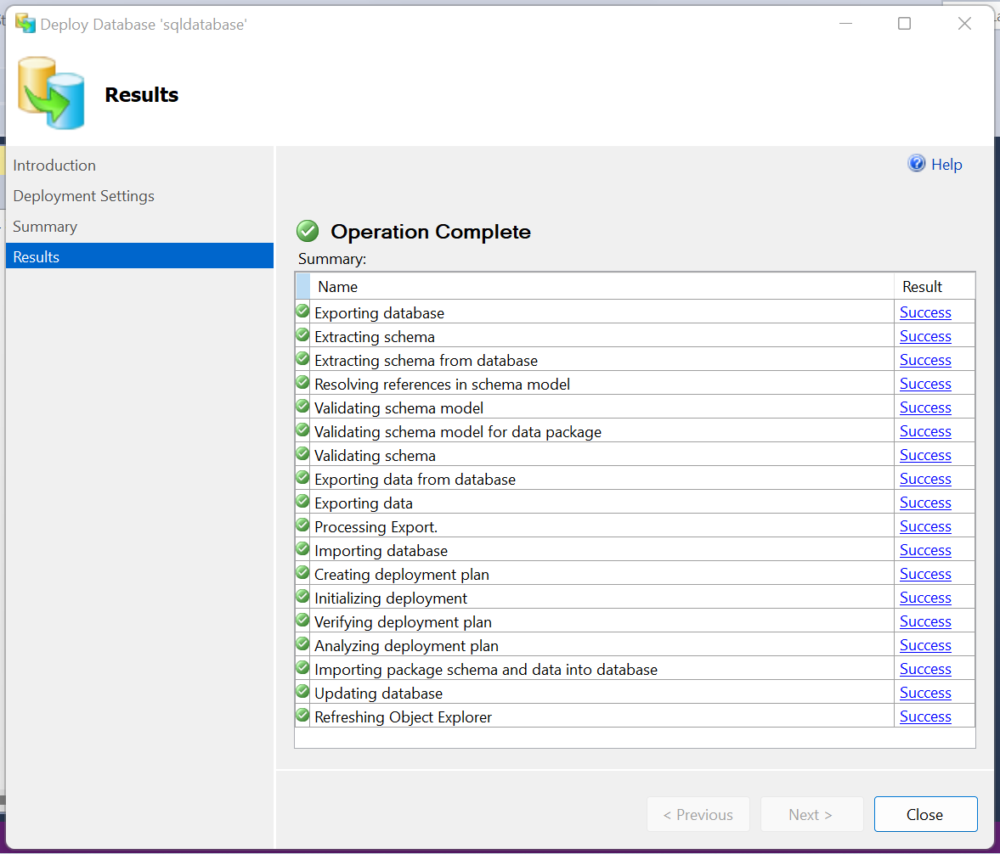 Deploy Database 'sqldatabase'
Results
Introduction
Deployment Settings
Summary
Results
Help
Operation Complete
Summary:
Name Result
Exporting database Success
Extracting schema Success
Extracting schema from database Success
Resolving references in schema model Success
Validating schema model Success
Validating schema model for data package Success
Validating schema Success
Exporting data from database Success
Exporting data Success
Processing Export. Success
Importing database Success
Creating deployment plan Success
Initializing deployment Success
Verifying deployment plan Success
Analyzing deployment plan Success
Importing package schema and data into database Success
Updating database Success
Refreshing Object Explorer Success
< Previous Next > Close